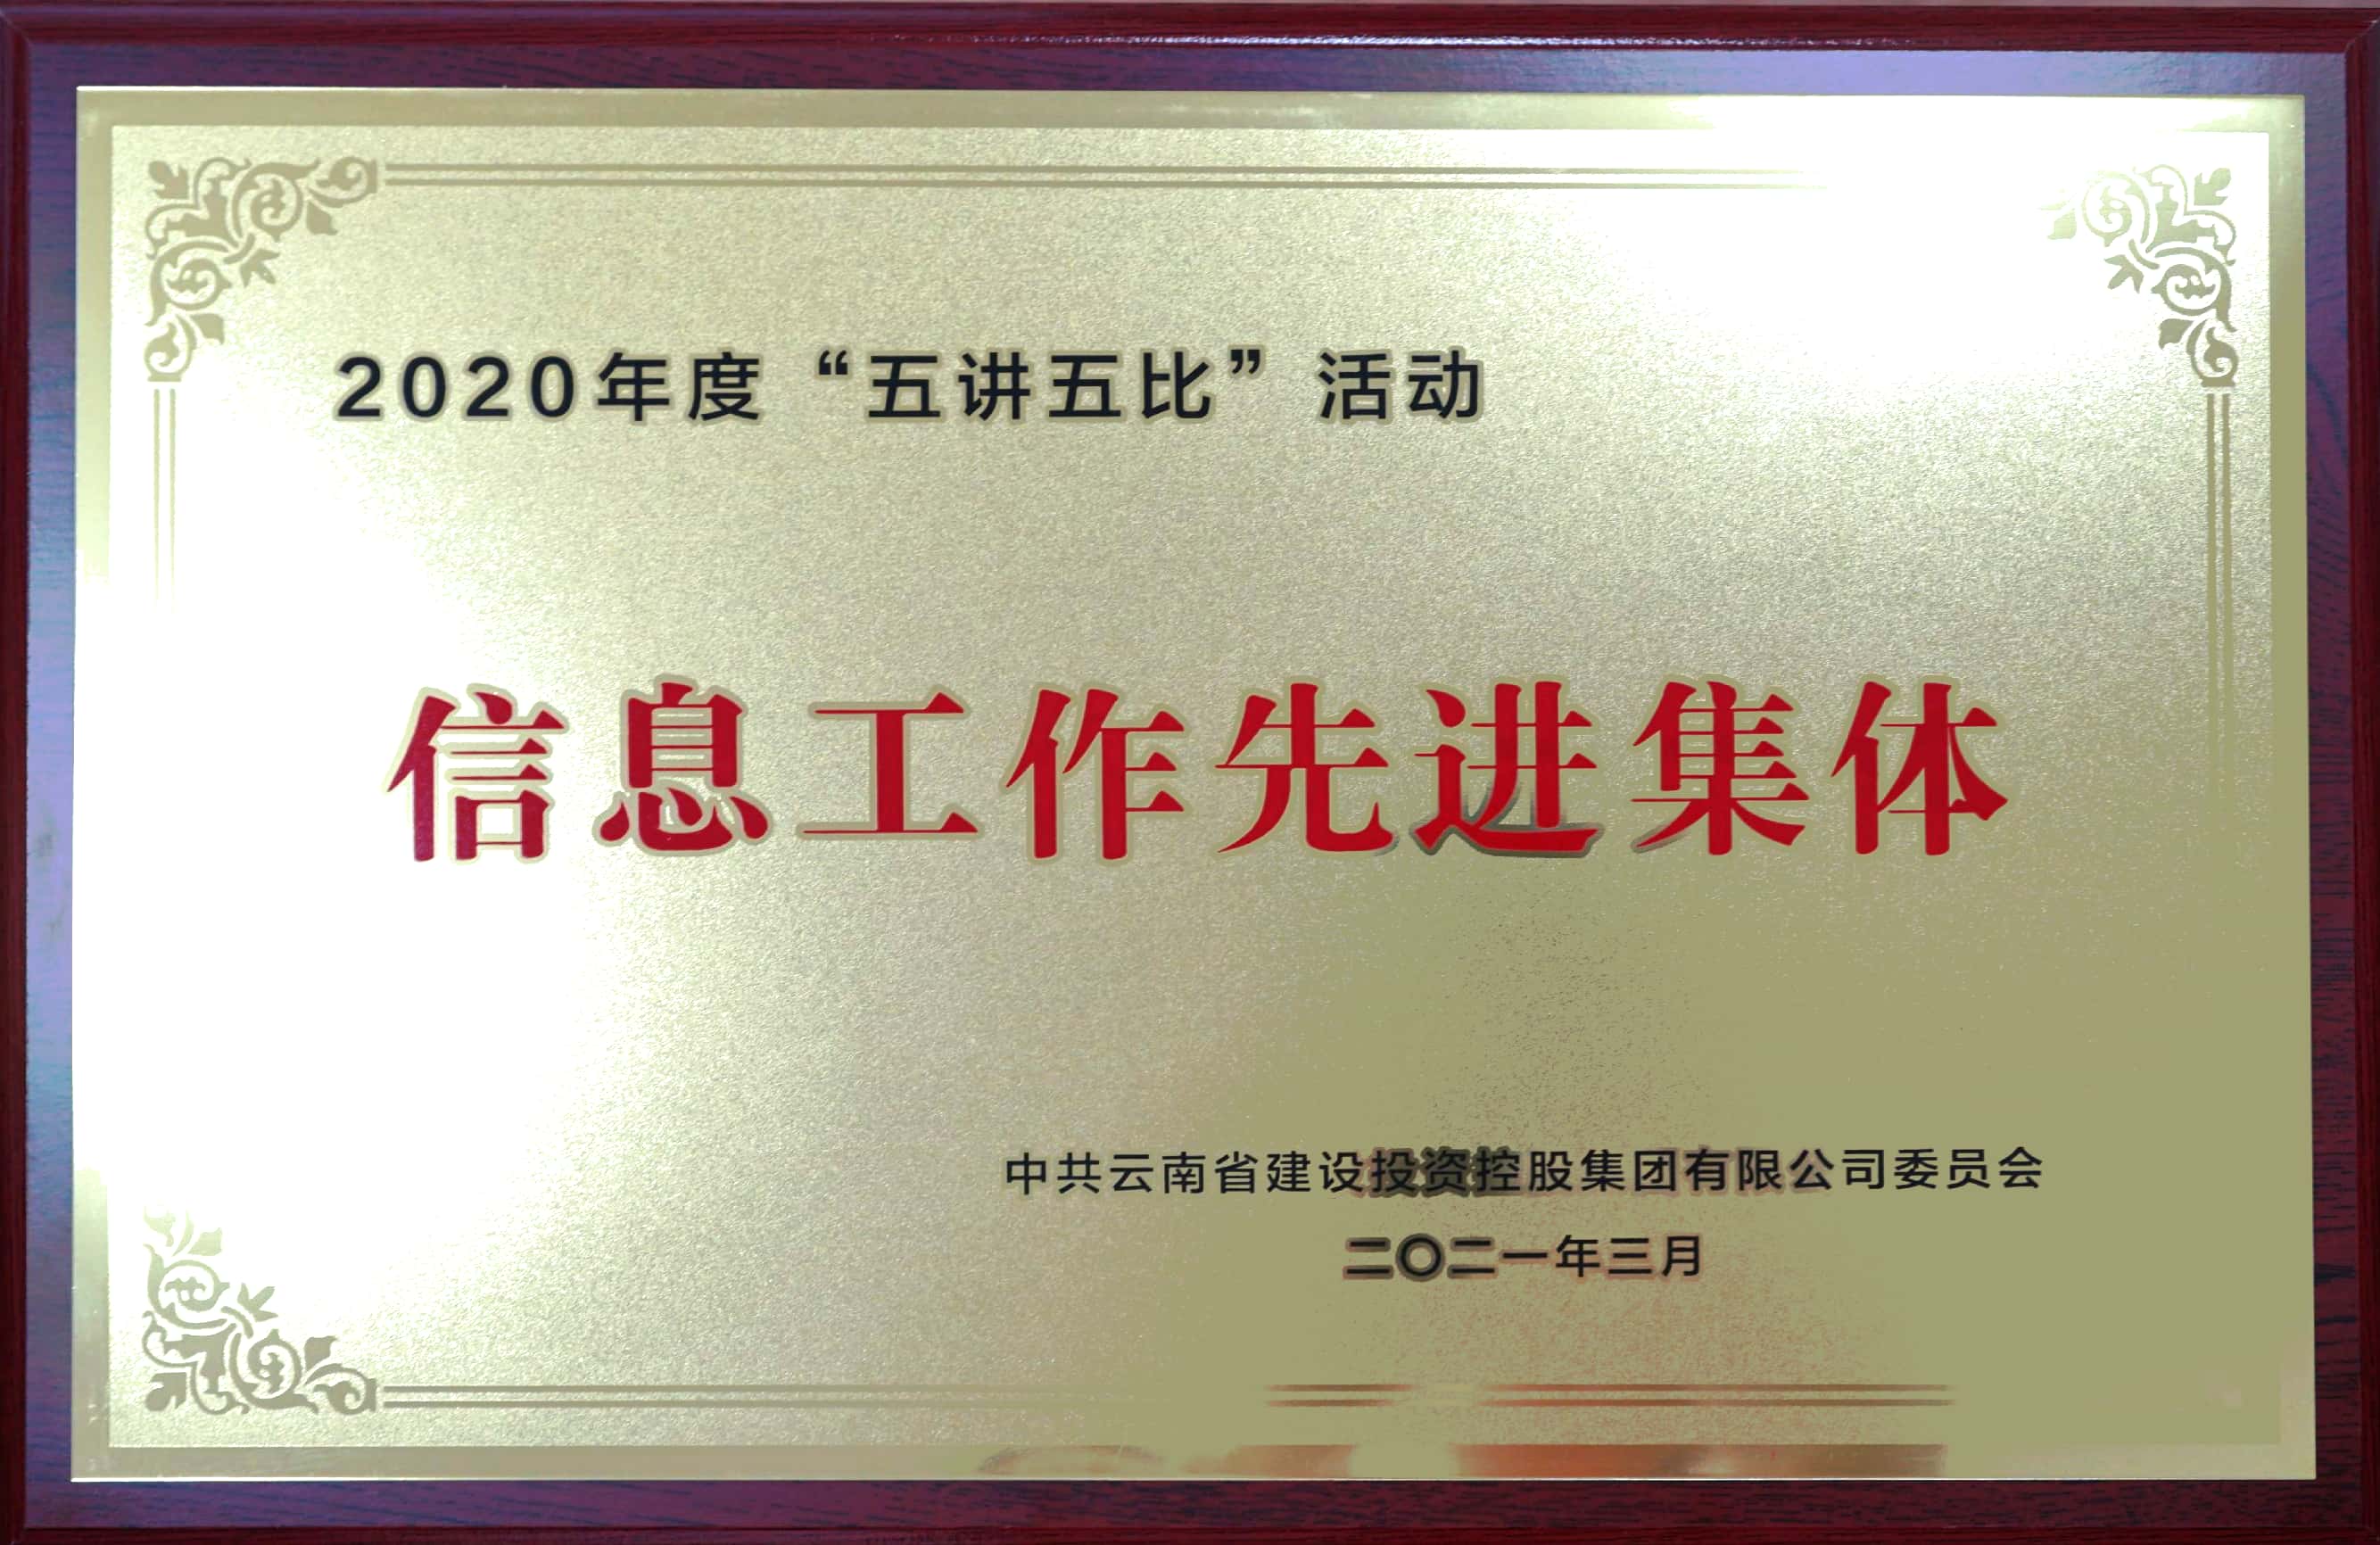 2020年度“五讲五比”活动
信息工作先进集体
中共云南省建设投资控股集团有限公司委员会
二〇二一年三月